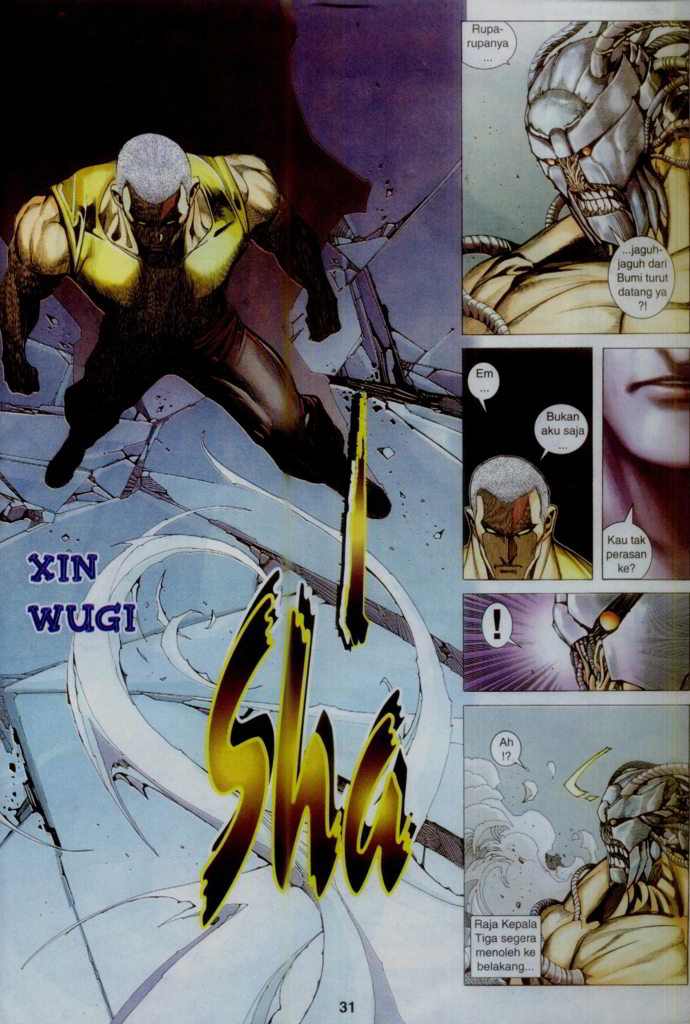 Rupa-
rupanya
...
...jaguh-
jaguh dari
Bumi turut
datang ya
?!
Em
...
Bukan
aku saja
...
Kau tak
perasan
ke?
!
Ah
!?
Raja Kepala
Tiga segera
menoleh ke
belakang...
XIN
WUGI
Sha!
31